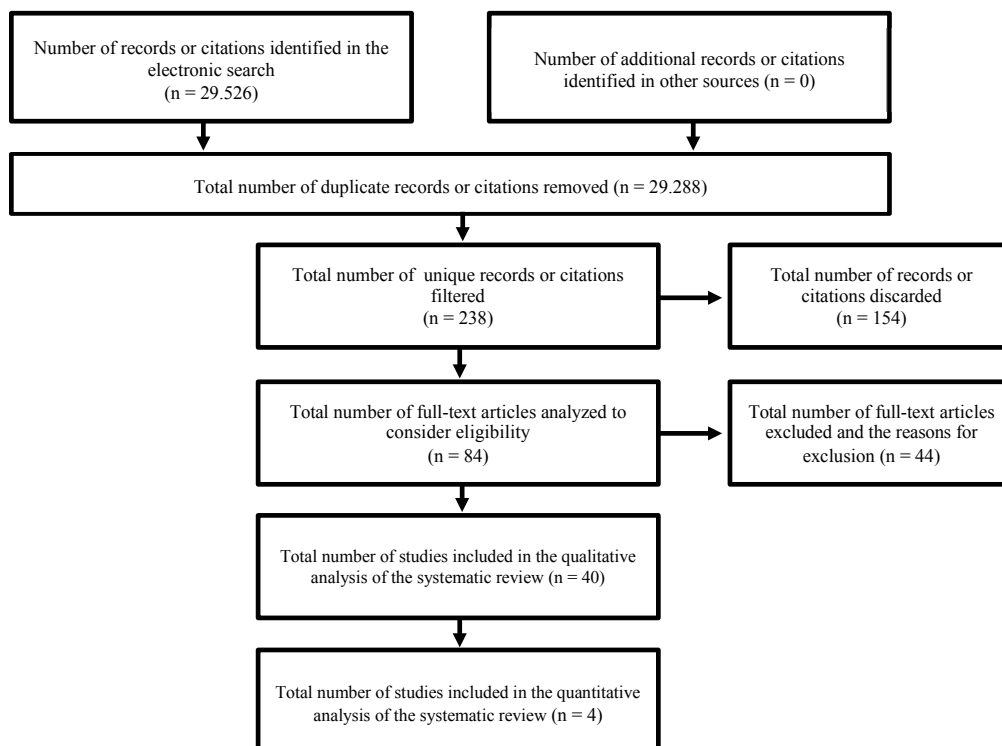 Number of records or citations identified in the
electronic search
(n = 29.526)
Number of additional records or citations
identified in other sources (n = 0)
Total number of duplicate records or citations removed (n = 29.288)
Total number of unique records or citations
filtered
(n = 238)
Total number of records or
citations discarded
(n = 154)
Total number of full-text articles analyzed to
consider eligibility
(n = 84)
Total number of full-text articles
excluded and the reasons for
exclusion (n = 44)
Total number of studies included in the qualitative
analysis of the systematic review (n = 40)
Total number of studies included in the quantitative
analysis of the systematic review (n = 4)